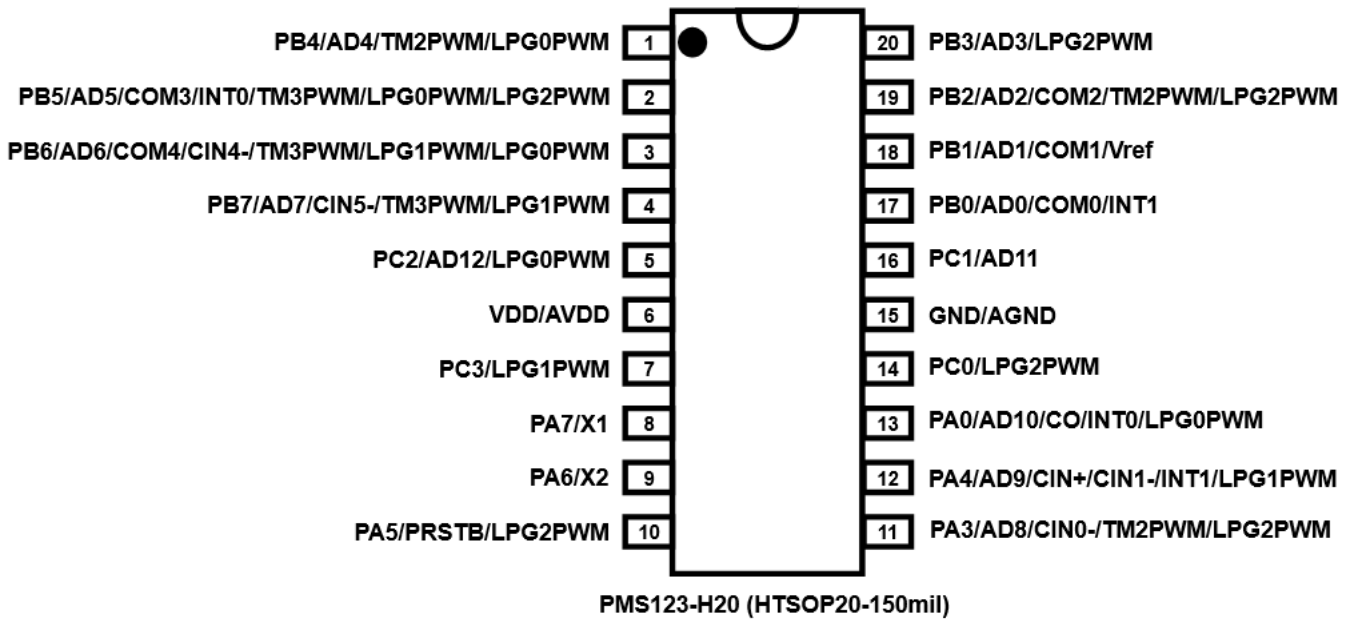 PB4/AD4/TM2PWM/LPG0PWM 1 20 PB3/AD3/LPG2PWM
PB5/AD5/COM3/INT0/TM3PWM/LPG0PWM/LPG2PWM 2 19 PB2/AD2/COM2/TM2PWM/LPG2PWM
PB6/AD6/COM4/CIN4-/TM3PWM/LPG1PWM/LPG0PWM 3 18 PB1/AD1/COM1/Vref
PB7/AD7/CIN5-/TM3PWM/LPG1PWM 4 17 PB0/AD0/COM0/INT1
PC2/AD12/LPG0PWM 5 16 PC1/AD11
VDD/AVDD 6 15 GND/AGND
PC3/LPG1PWM 7 14 PC0/LPG2PWM
PA7/X1 8 13 PA0/AD10/CO/INT0/LPG0PWM
PA6/X2 9 12 PA4/AD9/CIN+/CIN1-/INT1/LPG1PWM
PA5/PRSTB/LPG2PWM 10 11 PA3/AD8/CIN0-/TM2PWM/LPG2PWM
PMS123-H20 (HTSOP20-150mil)